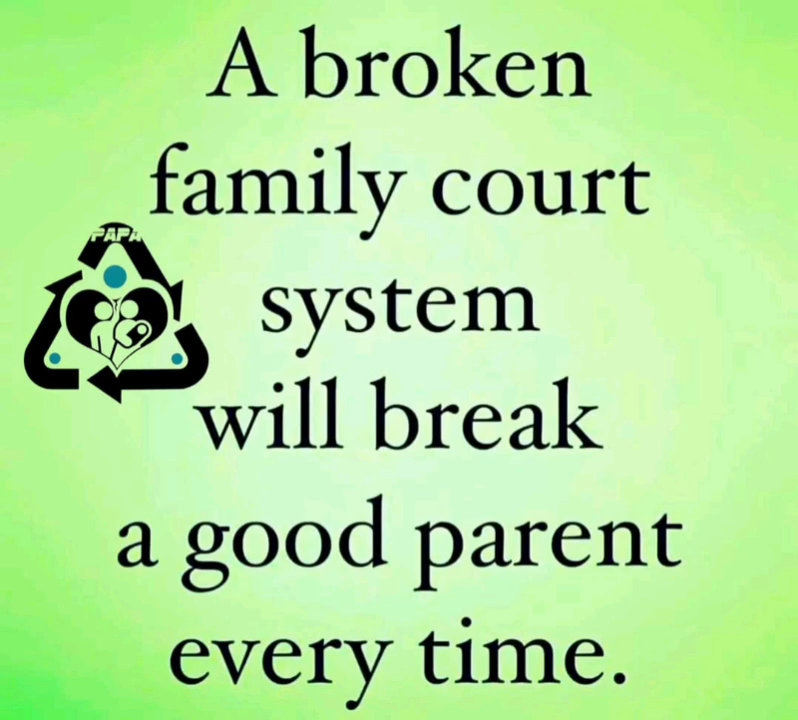 A broken
family court
PAPA
system
will break
a good parent
every time.